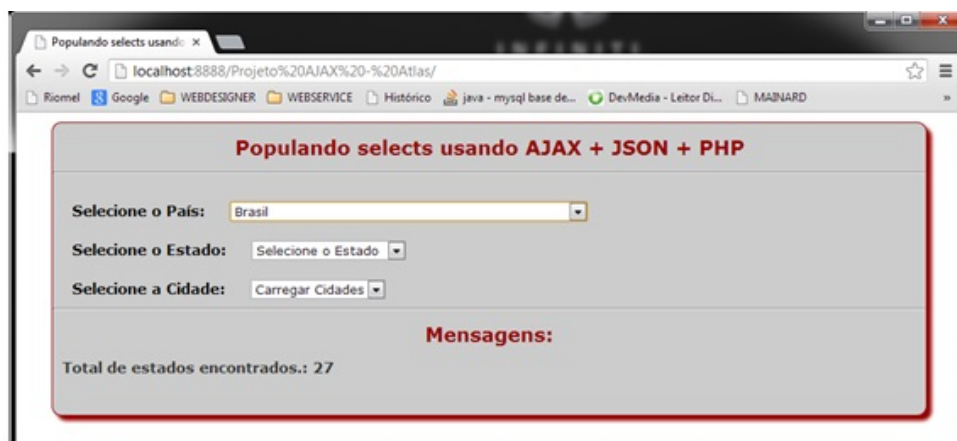 INFINITI
Populando selects usando
localhost:8888/Projeto%20AJAX%20-%20Atlas/
Riomel Google WEBDESIGNER WEBSERVICE Histórico java - mysql base de... DevMedia - Leitor Di... MAINARD
Populando selects usando AJAX + JSON + PHP
Selecione o País: Brasil
Selecione o Estado: Selecione o Estado
Selecione a Cidade: Carregar Cidades
Mensagens:
Total de estados encontrados.: 27